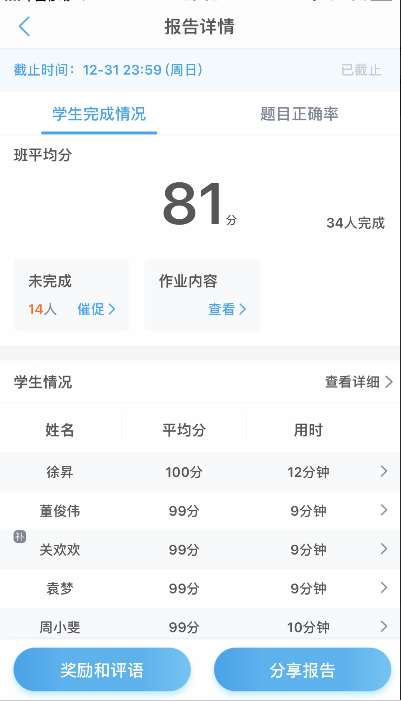 报告详情
截止时间：12-31 23:59 (周日) 已截止
学生完成情况 题目正确率
班平均分
81分
34人完成
未完成 作业内容
14人 催促 查看
学生情况 查看详细
姓名 平均分 用时
徐昇 100分 12分钟
董俊伟 99分 9分钟
补 关欢欢 99分 9分钟
袁梦 99分 9分钟
周小斐 99分 10分钟
奖励和评语 分享报告